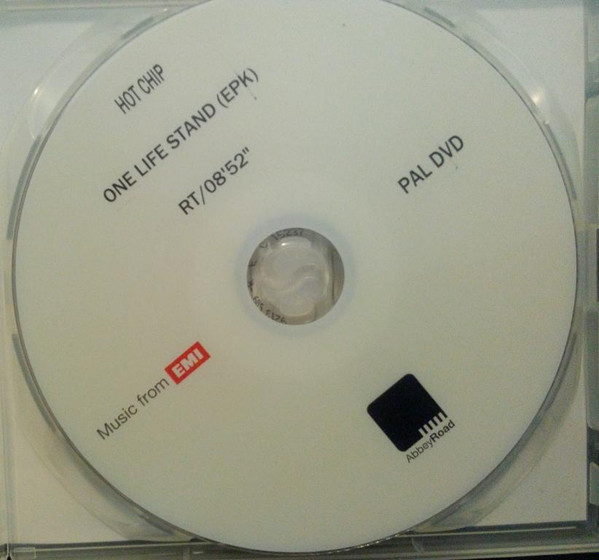 HOT CHIP
ONE LIFE STAND (EPK)
RT/08'52"
PAL DVD
Music from EMI
AbbeyRoad